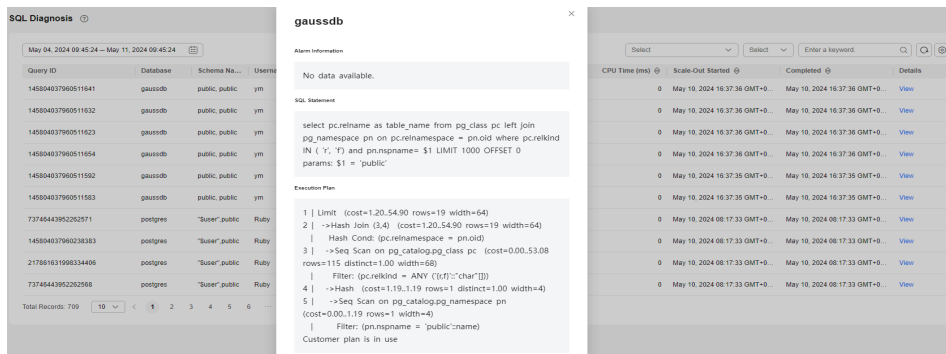 SQL Diagnosis
May 04, 2024 09:45:24 — May 11, 2024 09:45:24
Select
Select
Enter a keyword.
Query ID Database Schema Na... Userna
CPU Time (ms) Scale-Out Started Completed Details
145804037960511641 gaussdb public, public ym 0 May 10, 2024 16:37:36 GMT+0... May 10, 2024 16:37:36 GMT+0... View
145804037960511632 gaussdb public, public ym 0 May 10, 2024 16:37:36 GMT+0... May 10, 2024 16:37:36 GMT+0... View
145804037960511623 gaussdb public, public ym 0 May 10, 2024 16:37:36 GMT+0... May 10, 2024 16:37:36 GMT+0... View
145804037960511654 gaussdb public, public ym 0 May 10, 2024 16:37:36 GMT+0... May 10, 2024 16:37:36 GMT+0... View
145804037960511592 gaussdb public, public ym 0 May 10, 2024 16:37:35 GMT+0... May 10, 2024 16:37:35 GMT+0... View
145804037960511583 gaussdb public, public ym 0 May 10, 2024 16:37:35 GMT+0... May 10, 2024 16:37:35 GMT+0... View
73746443952262571 postgres "$user",public Ruby 0 May 10, 2024 08:17:33 GMT+0... May 10, 2024 08:17:33 GMT+0... View
145804037960238383 postgres "$user",public Ruby 0 May 10, 2024 08:17:33 GMT+0... May 10, 2024 08:17:33 GMT+0... View
217861631998334406 postgres "$user",public Ruby 0 May 10, 2024 08:17:33 GMT+0... May 10, 2024 08:17:33 GMT+0... View
73746443952262568 postgres "$user",public Ruby 0 May 10, 2024 08:17:33 GMT+0... May 10, 2024 08:17:33 GMT+0... View
Total Records: 709 10 < 1 2 3 4 5 6 ...
gaussdb
Alarm Information
No data available.
SQL Statement
select pc.relname as table_name from pg_class pc left join
pg_namespace pn on pc.relnamespace = pn.oid where pc.relkind
IN ( 'r', 'f') and pn.nspname= $1 LIMIT 1000 OFFSET 0
params: $1 = 'public'
Execution Plan
1 | Limit (cost=1.20..54.90 rows=19 width=64)
2 | ->Hash Join (3,4) (cost=1.20..54.90 rows=19 width=64)
| Hash Cond: (pc.relnamespace = pn.oid)
3 | ->Seq Scan on pg_catalog.pg_class pc (cost=0.00..53.08
rows=115 distinct=1.00 width=68)
| Filter: (pc.relkind = ANY ('{r,f}'::"char"[]))
4 | ->Hash (cost=1.19..1.19 rows=1 distinct=1.00 width=4)
5 | ->Seq Scan on pg_catalog.pg_namespace pn
(cost=0.00..1.19 rows=1 width=4)
| Filter: (pn.nspname = 'public'::name)
Customer plan is in use